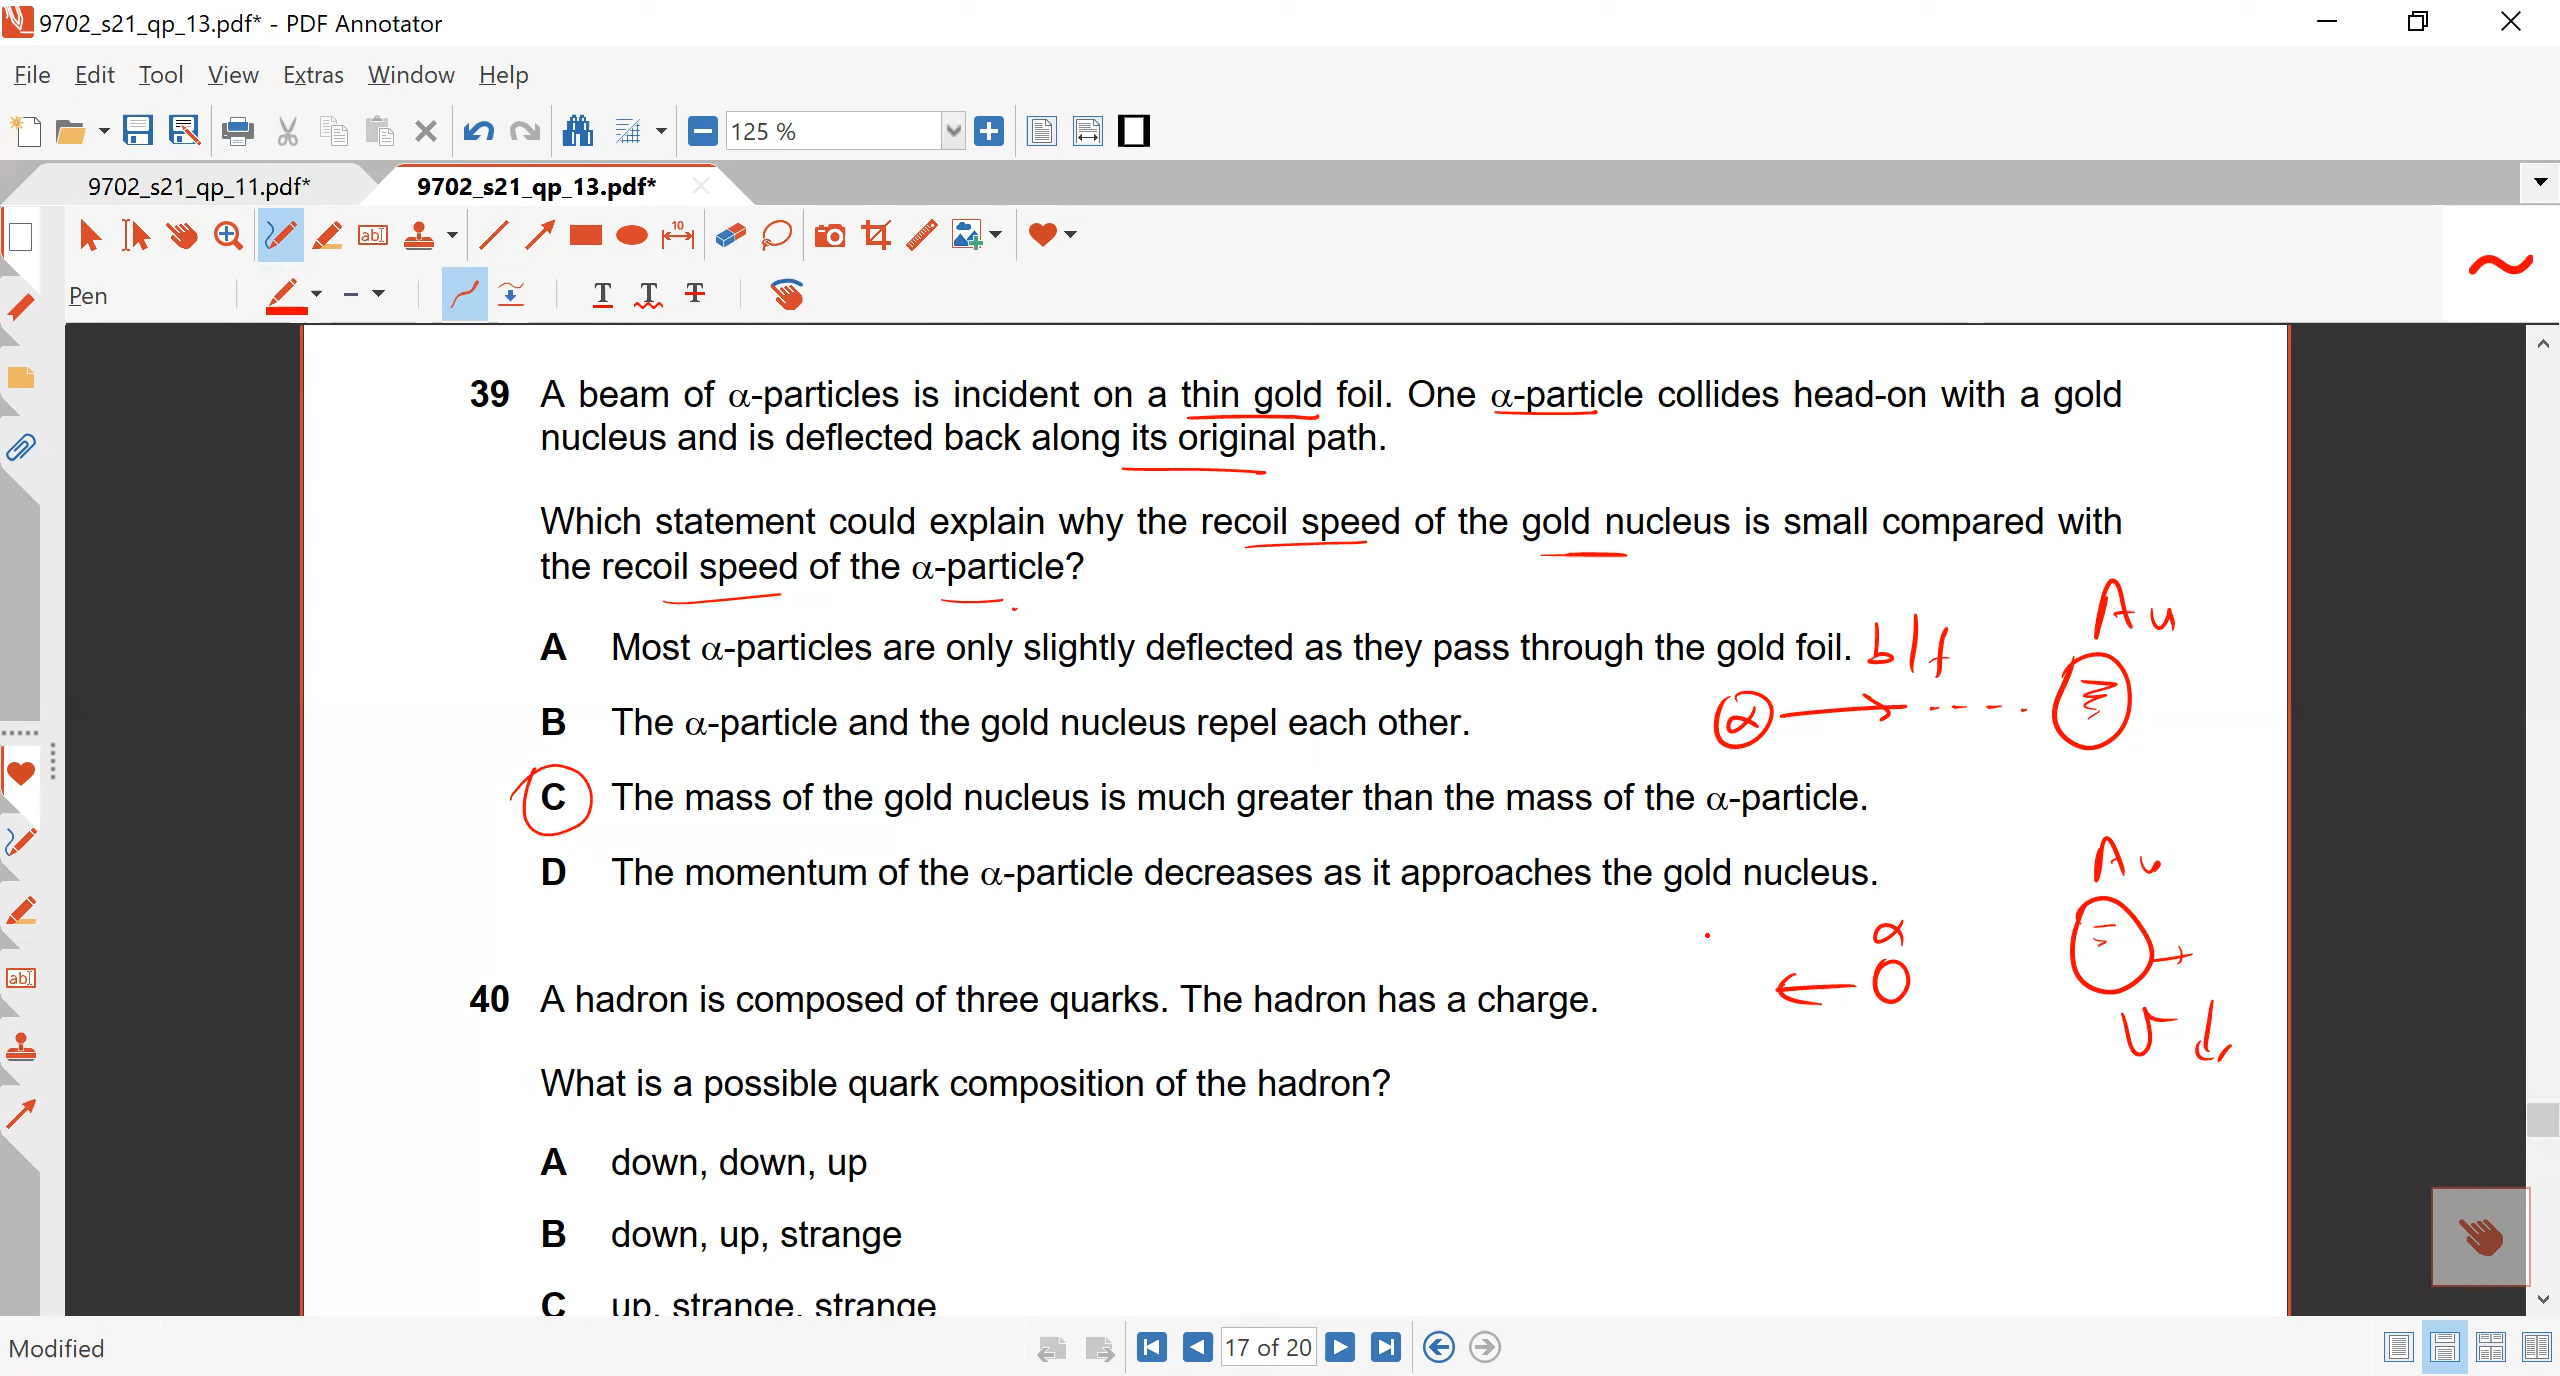 9702_s21_qp_13.pdf* - PDF Annotator
File Edit Tool View Extras Window Help
125 %
9702_s21_qp_11.pdf* 9702_s21_qp_13.pdf*
ab 10
Pen T T T
39 A beam of α-particles is incident on a thin gold foil. One α-particle collides head-on with a gold
nucleus and is deflected back along its original path.
Which statement could explain why the recoil speed of the gold nucleus is small compared with
the recoil speed of the α-particle?
Au
A Most α-particles are only slightly deflected as they pass through the gold foil. b/f
B The α-particle and the gold nucleus repel each other. α
C The mass of the gold nucleus is much greater than the mass of the α-particle.
Au
D The momentum of the α-particle decreases as it approaches the gold nucleus.
α
ab
40 A hadron is composed of three quarks. The hadron has a charge.
What is a possible quark composition of the hadron?
A down, down, up
B down, up, strange
C up, strange, strange
Modified 17 of 20